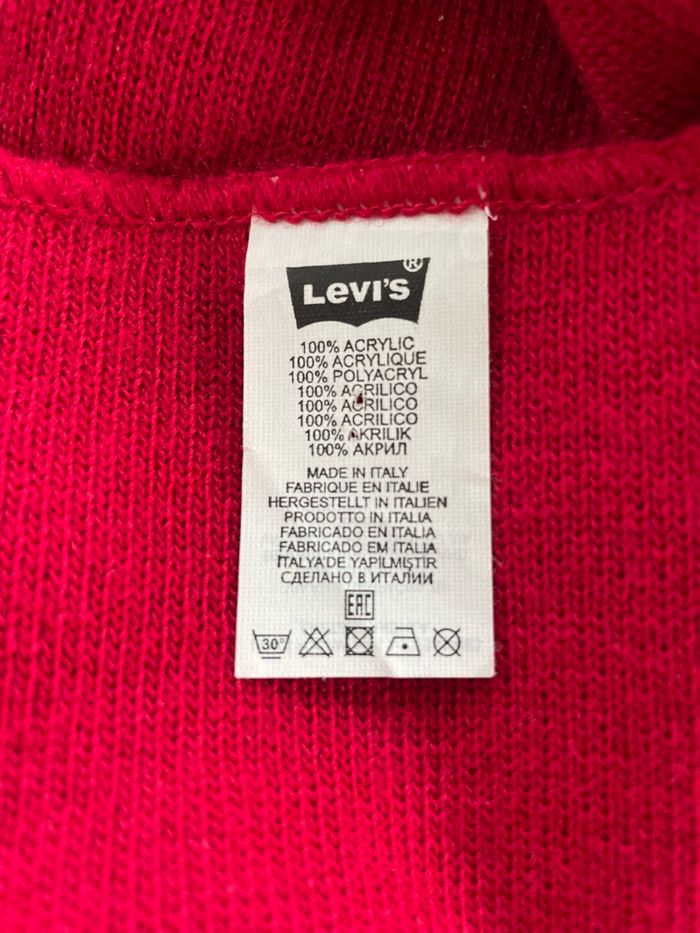 Levi's ®
100% ACRYLIC
100% ACRYLIQUE
100% POLYACRYL
100% ACRILICO
100% ACRILICO
100% ACRILICO
100% AKRILIK
100% АКРИЛ
MADE IN ITALY
FABRIQUE EN ITALIE
HERGESTELLT IN ITALIEN
PRODOTTO IN ITALIA
FABRICADO EN ITALIA
FABRICADO EM ITALIA
İTALYA'DE YAPILMIŞTIR
СДЕЛАНО В ИТАЛИИ
EAC
30°